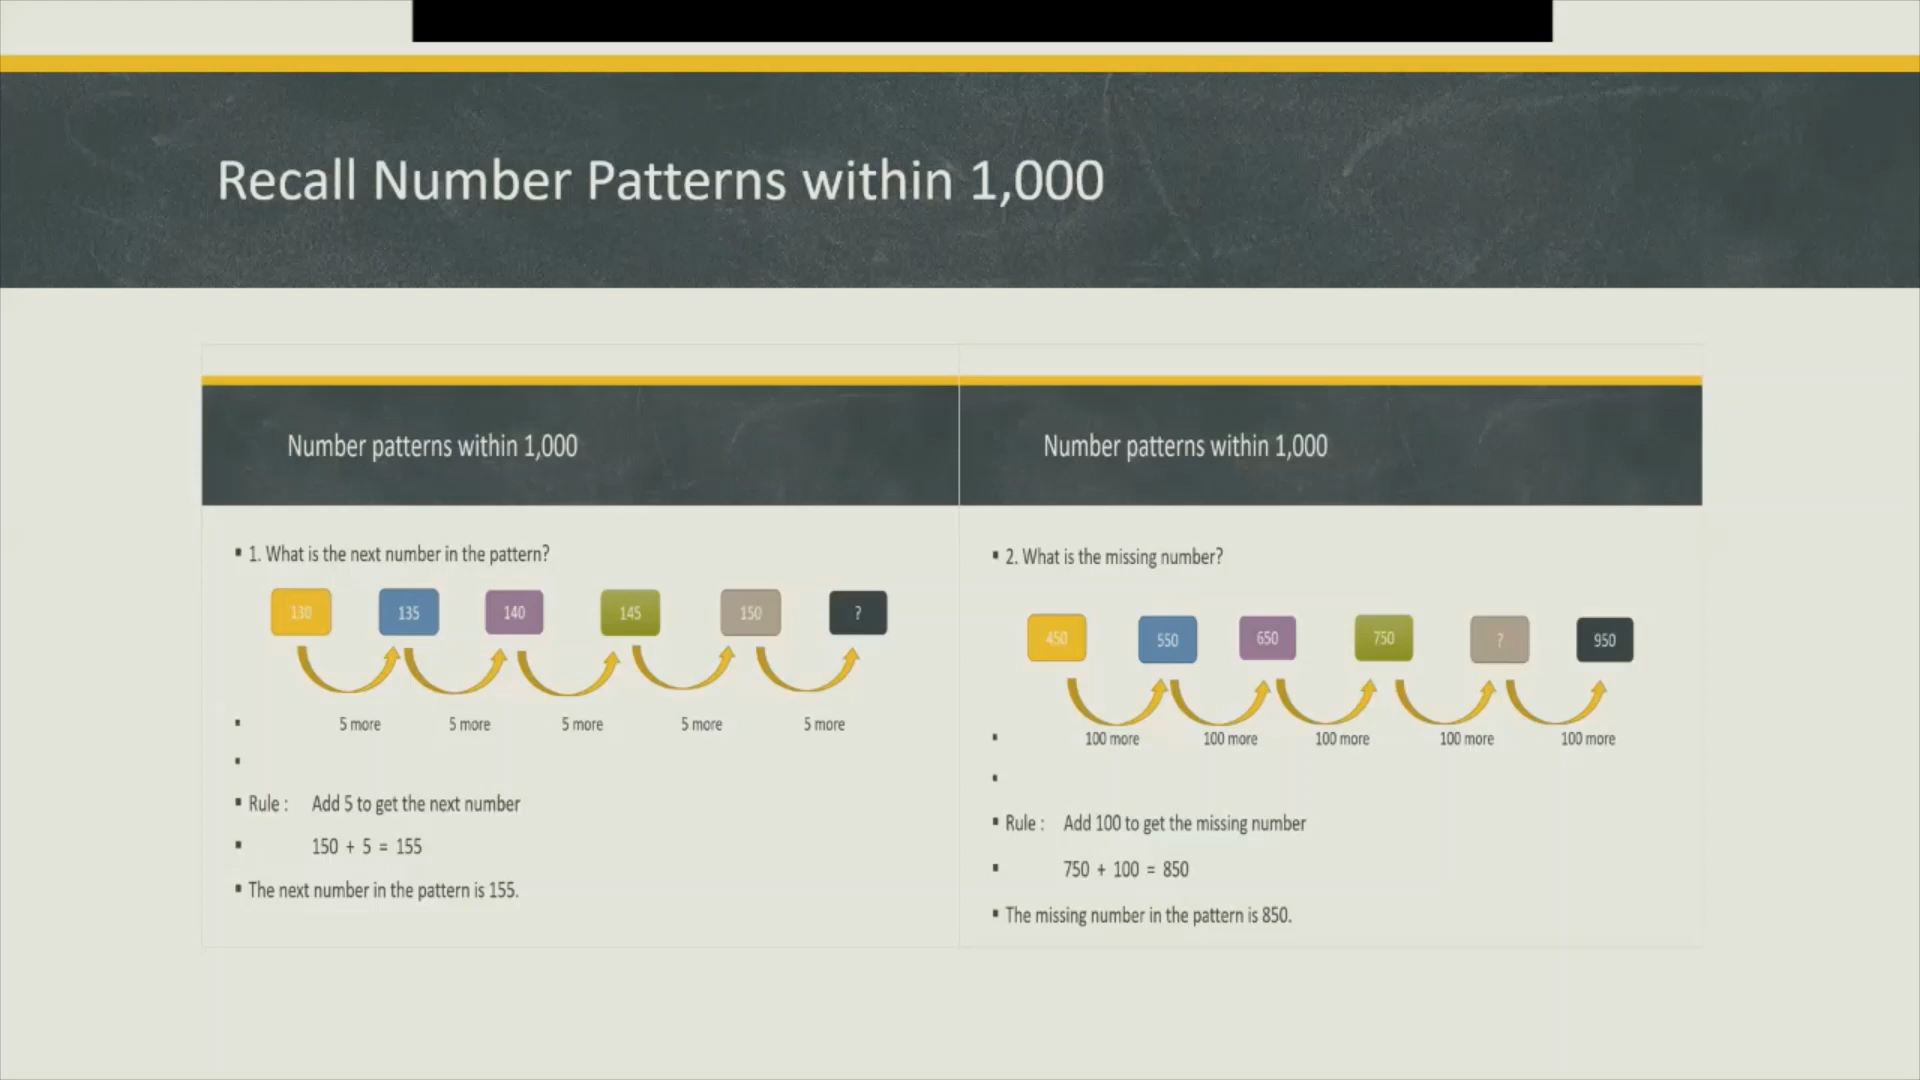 Recall Number Patterns within 1,000
Number patterns within 1,000
1. What is the next number in the pattern?
130 135 140 145 150 ?
5 more 5 more 5 more 5 more 5 more
Rule : Add 5 to get the next number
150 + 5 = 155
The next number in the pattern is 155.
Number patterns within 1,000
2. What is the missing number?
450 550 650 750 ? 950
100 more 100 more 100 more 100 more 100 more
Rule : Add 100 to get the missing number
750 + 100 = 850
The missing number in the pattern is 850.